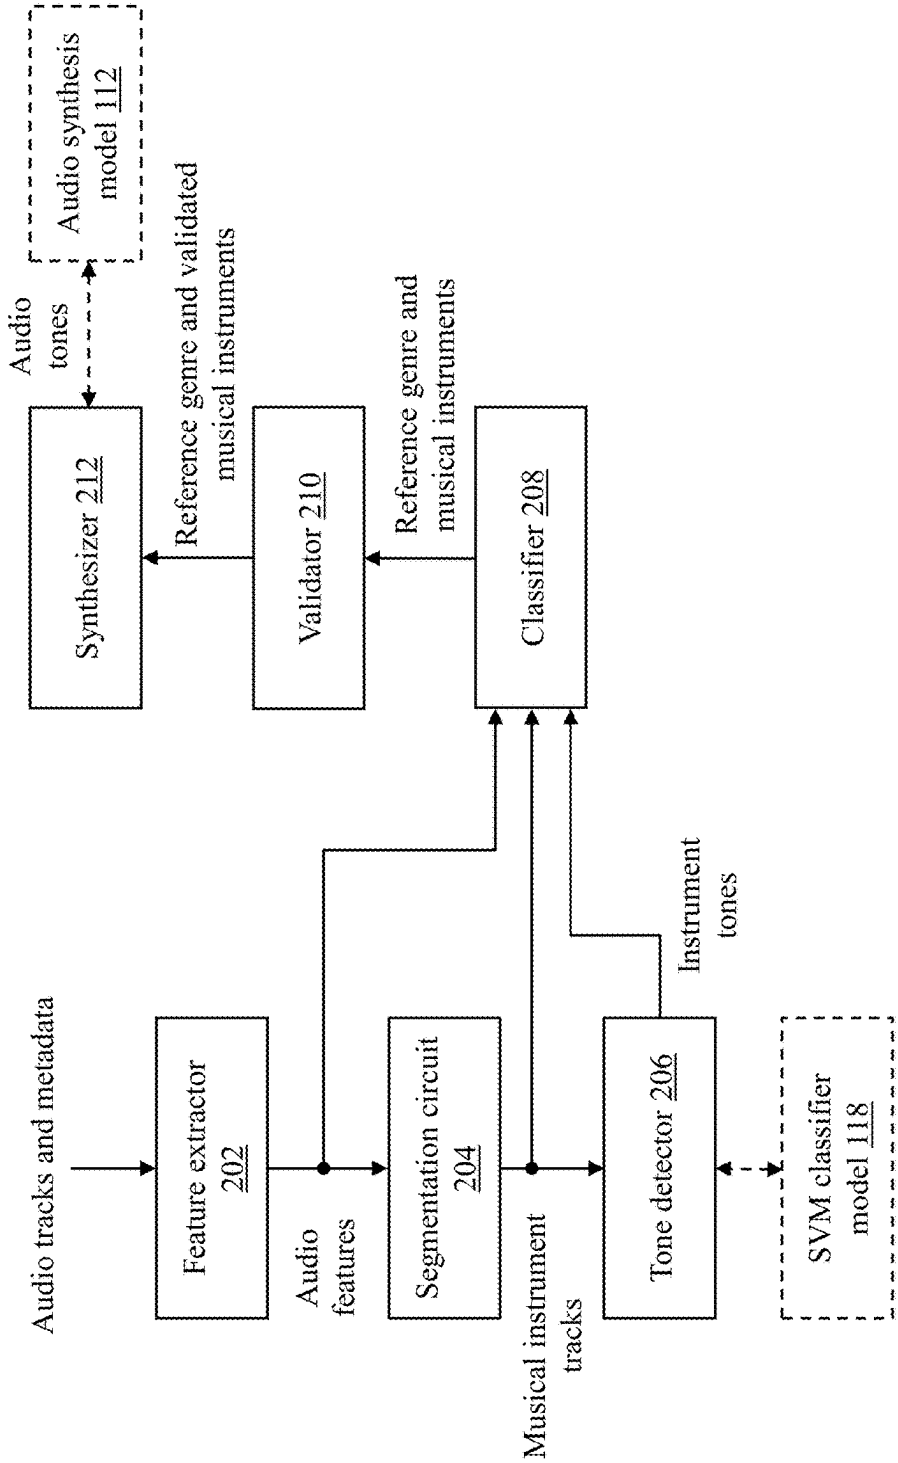 Audio tracks and metadata
Feature extractor
202
Audio
features
Segmentation circuit
204
Musical instrument
tracks
Tone detector 206
SVM classifier
model 118
Instrument
tones
Classifier 208
Reference genre and
musical instruments
Validator 210
Reference genre and validated
musical instruments
Synthesizer 212
Audio
tones
Audio synthesis
model 112